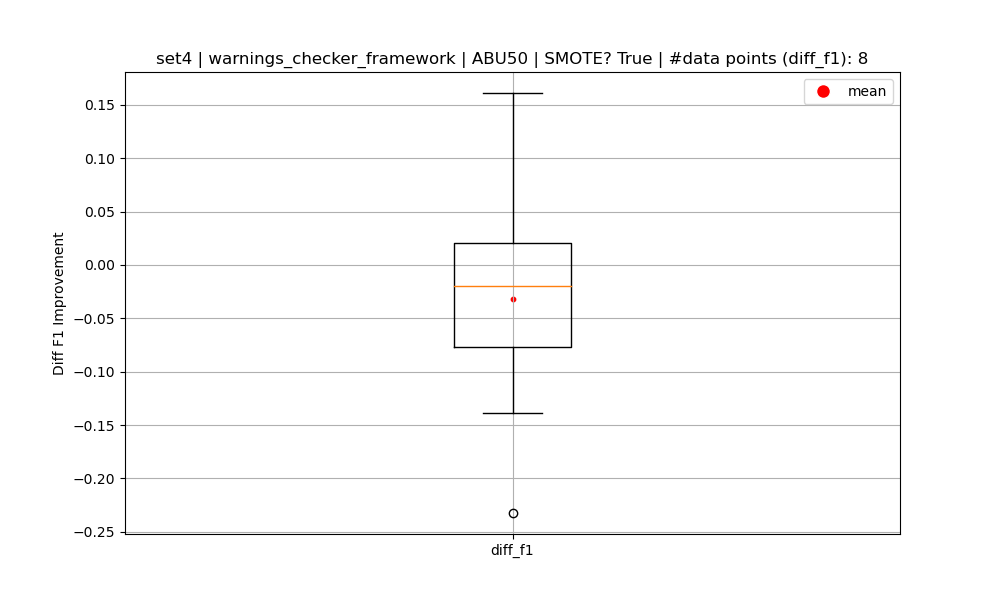 set4 | warnings_checker_framework | ABU50 | SMOTE? True | #data points (diff_f1): 8
mean
0.15
0.10
0.05
0.00
−0.05
−0.10
−0.15
−0.20
−0.25
Diff F1 Improvement
diff_f1